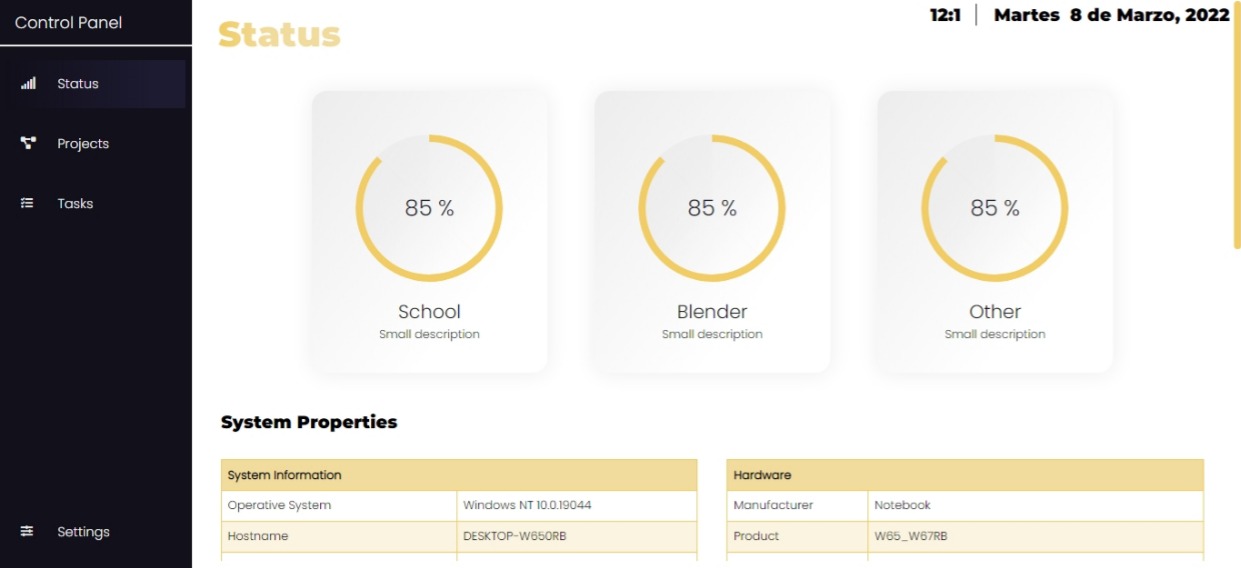 Control Panel
12:1 Martes 8 de Marzo, 2022
Status
Status
Projects
Tasks
Settings
85 %
School
Small description
85 %
Blender
Small description
85 %
Other
Small description
System Properties
System Information
Operative System Windows NT 10.0.19044
Hostname DESKTOP-W650RB
Hardware
Manufacturer Notebook
Product W65_W67RB